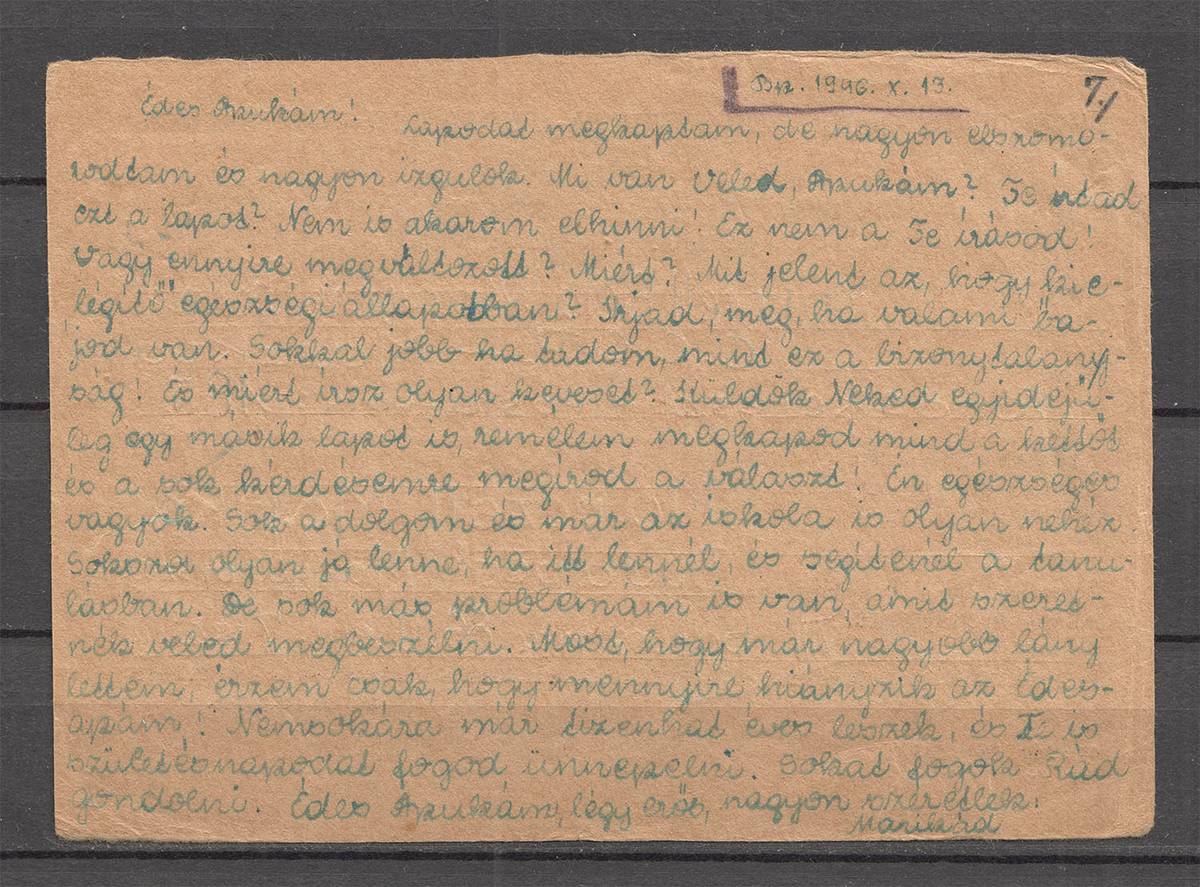 Bp. 1946. X. 13.
7./
Édes Apukám!
Lapodat megkaptam, de nagyon elszomo-
rodtam és nagyon izgulok. Mi van Veled, Apukám? Te írtad
ezt a lapot? Nem is akarom elhinni! Ez nem a Te írásod!
Vagy ennyire megváltozott? Miért? Mit jelent az, hogy "kie-
légítő" egészségi állapotban? Írjad, meg, ha valami ba-
jod van. Sokkal jobb ha tudom, mint ez a bizonytalany-
ság! És miért írsz olyan keveset? Küldök Neked egyidejü-
leg egy másik lapot is, remélem megkapod mind a kettőt
és a sok kérdésemre megírod a választ! Én egészséges
vagyok. Sok a dolgom és már az iskola is olyan nehéz.
Sokszor olyan jó lenne, ha itt lennél, és segítenél a tanu-
lásban. De sok más problémám is van, amit szeret-
nék veled megbeszélni. Most, hogy már nagyobb lány
lettem, érzem csak, hogy mennyire hiányzik az Édes-
apám! Nemsokára már tizenhat éves leszek, és Te is
születésnapodat fogod ünnepelni. Sokat fogok Rád
gondolni. Édes Apukám, légy erős, nagyon szeretlek:
Marikád